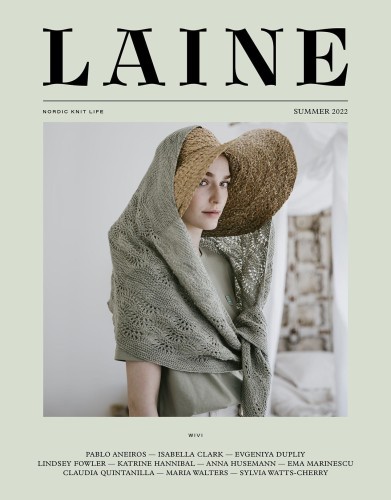 LAINE
NORDIC KNIT LIFE
SUMMER 2022
WIVI
PABLO ANEIROS — ISABELLA CLARK — EVGENIYA DUPLIY
LINDSEY FOWLER — KATRINE HANNIBAL — ANNA HUSEMANN — EMA MARINESCU
CLAUDIA QUINTANILLA — MARIA WALTERS — SYLVIA WATTS-CHERRY